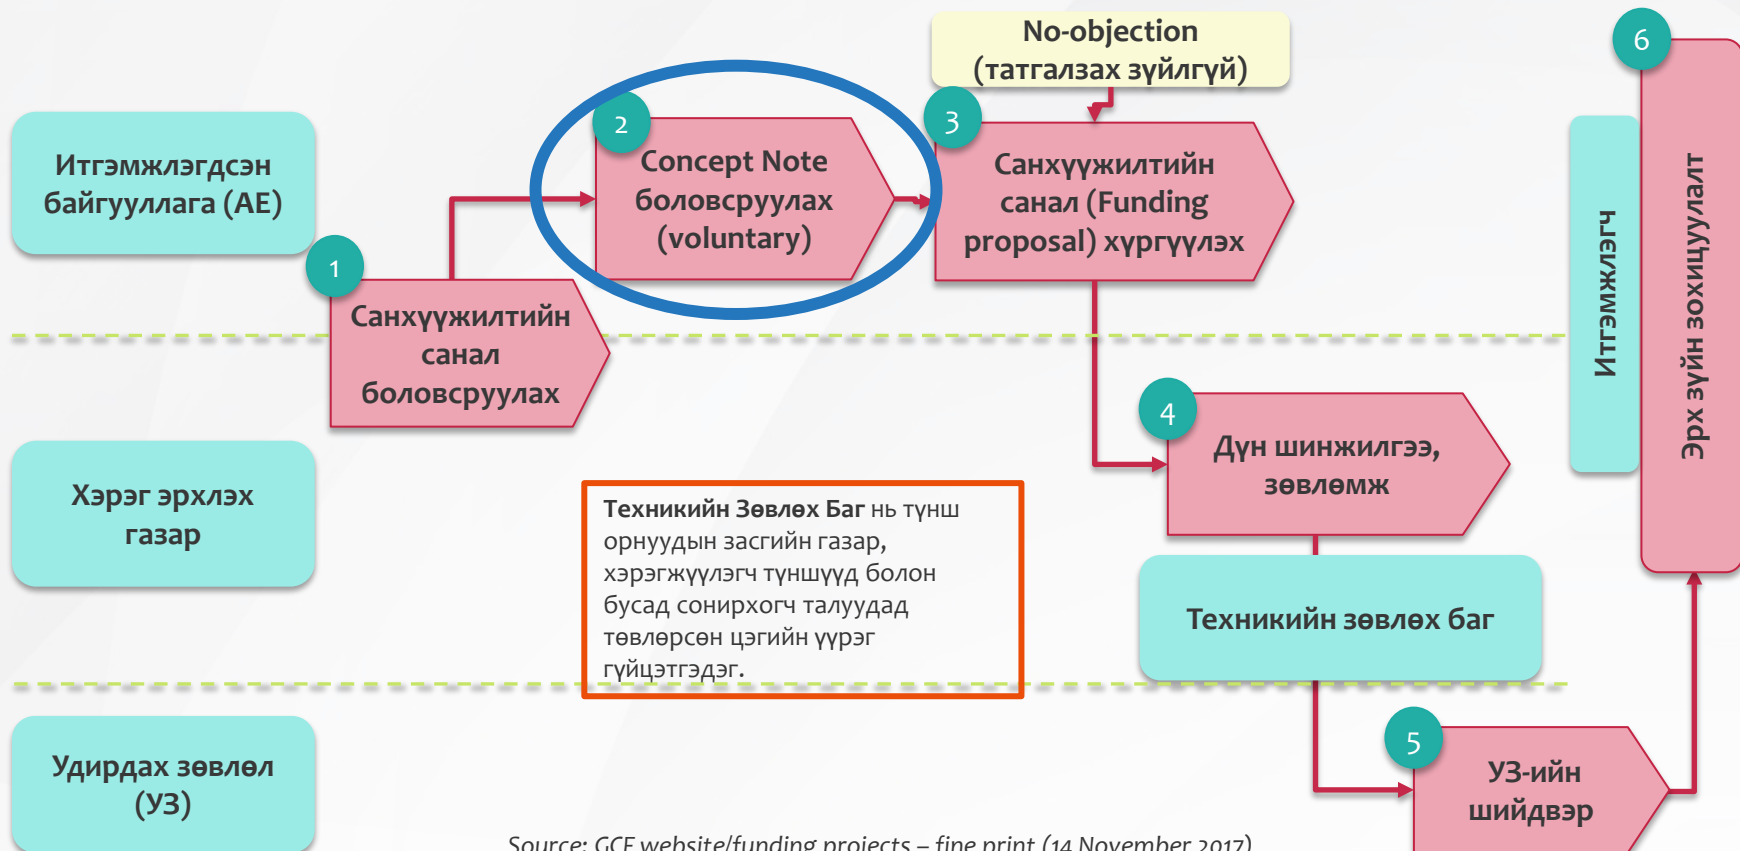 No-objection
(татгалзах зүйлгүй)
6
Итгэмжлэгдсэн
байгууллага (AE)
2
Concept Note
боловсруулах
(voluntary)
3
Санхүүжилтийн
санал (Funding
proposal) хүргүүлэх
1
Санхүүжилтийн
санал
боловсруулах
Итгэмжлэгч
Эрх зүйн зохицуулалт
4
Дүн шинжилгээ,
зөвлөмж
Хэрэг эрхлэх
газар
Техникийн Зөвлөх Баг нь түнш
орнуудын засгийн газар,
хэрэгжүүлэгч түншүүд болон
бусад сонирхогч талуудад
төвлөрсөн цэгийн үүрэг
гүйцэтгэдэг.
Техникийн зөвлөх баг
Удирдах зөвлөл
(УЗ)
5
УЗ-ийн
шийдвэр
Source: GCF website/funding projects – fine print (14 November 2017)